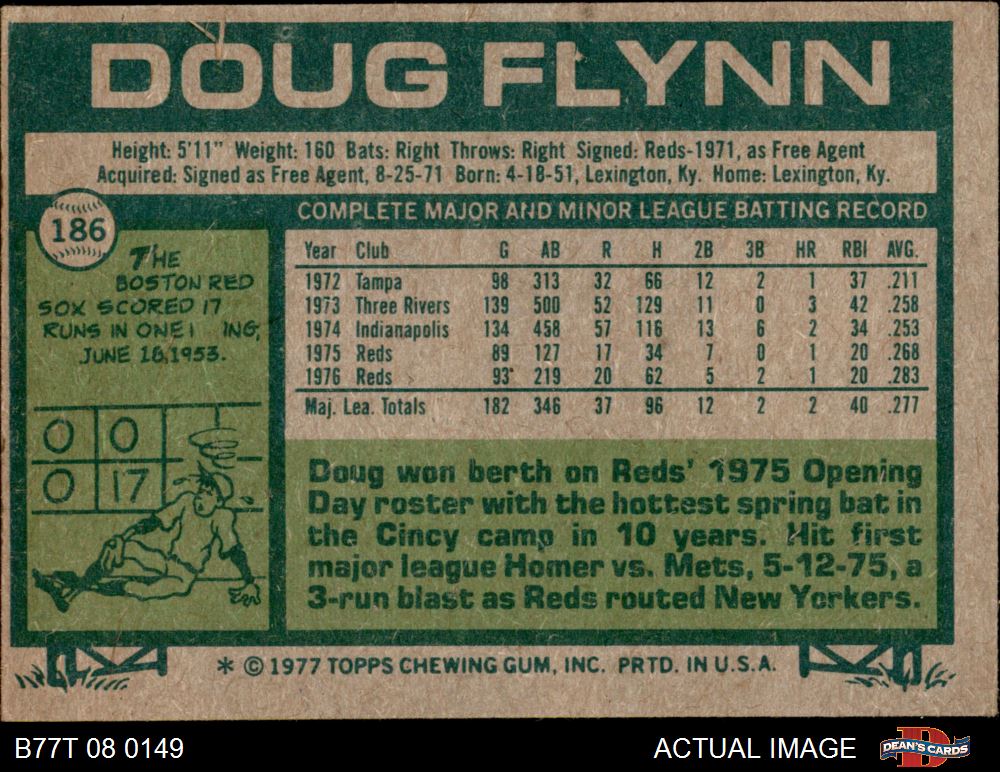 DOUG FLYNN
Height: 5'11" Weight: 160 Bats: Right Throws: Right Signed: Reds-1971, as Free Agent
Acquired: Signed as Free Agent, 8-25-71 Born: 4-18-51, Lexington, Ky. Home: Lexington, Ky.
186
THE
BOSTON RED
SOX SCORED 17
RUNS IN ONE I ING,
JUNE 18, 1953.
0 0
0 17
COMPLETE MAJOR AND MINOR LEAGUE BATTING RECORD
Year Club G AB R H 2B 3B HR RBI AVG.
1972 Tampa 98 313 32 66 12 2 1 37 .211
1973 Three Rivers 139 500 52 129 11 0 3 42 .258
1974 Indianapolis 134 458 57 116 13 6 2 34 .253
1975 Reds 89 127 17 34 7 0 1 20 .268
1976 Reds 93 219 20 62 5 2 1 20 .283
Maj. Lea. Totals 182 346 37 96 12 2 2 40 .277
Doug won berth on Reds' 1975 Opening
Day roster with the hottest spring bat in
the Cincy camp in 10 years. Hit first
major league Homer vs. Mets, 5-12-75, a
3-run blast as Reds routed New Yorkers.
* © 1977 TOPPS CHEWING GUM, INC. PRTD. IN U.S.A.
B77T 08 0149
ACTUAL IMAGE
DEAN'S CARDS